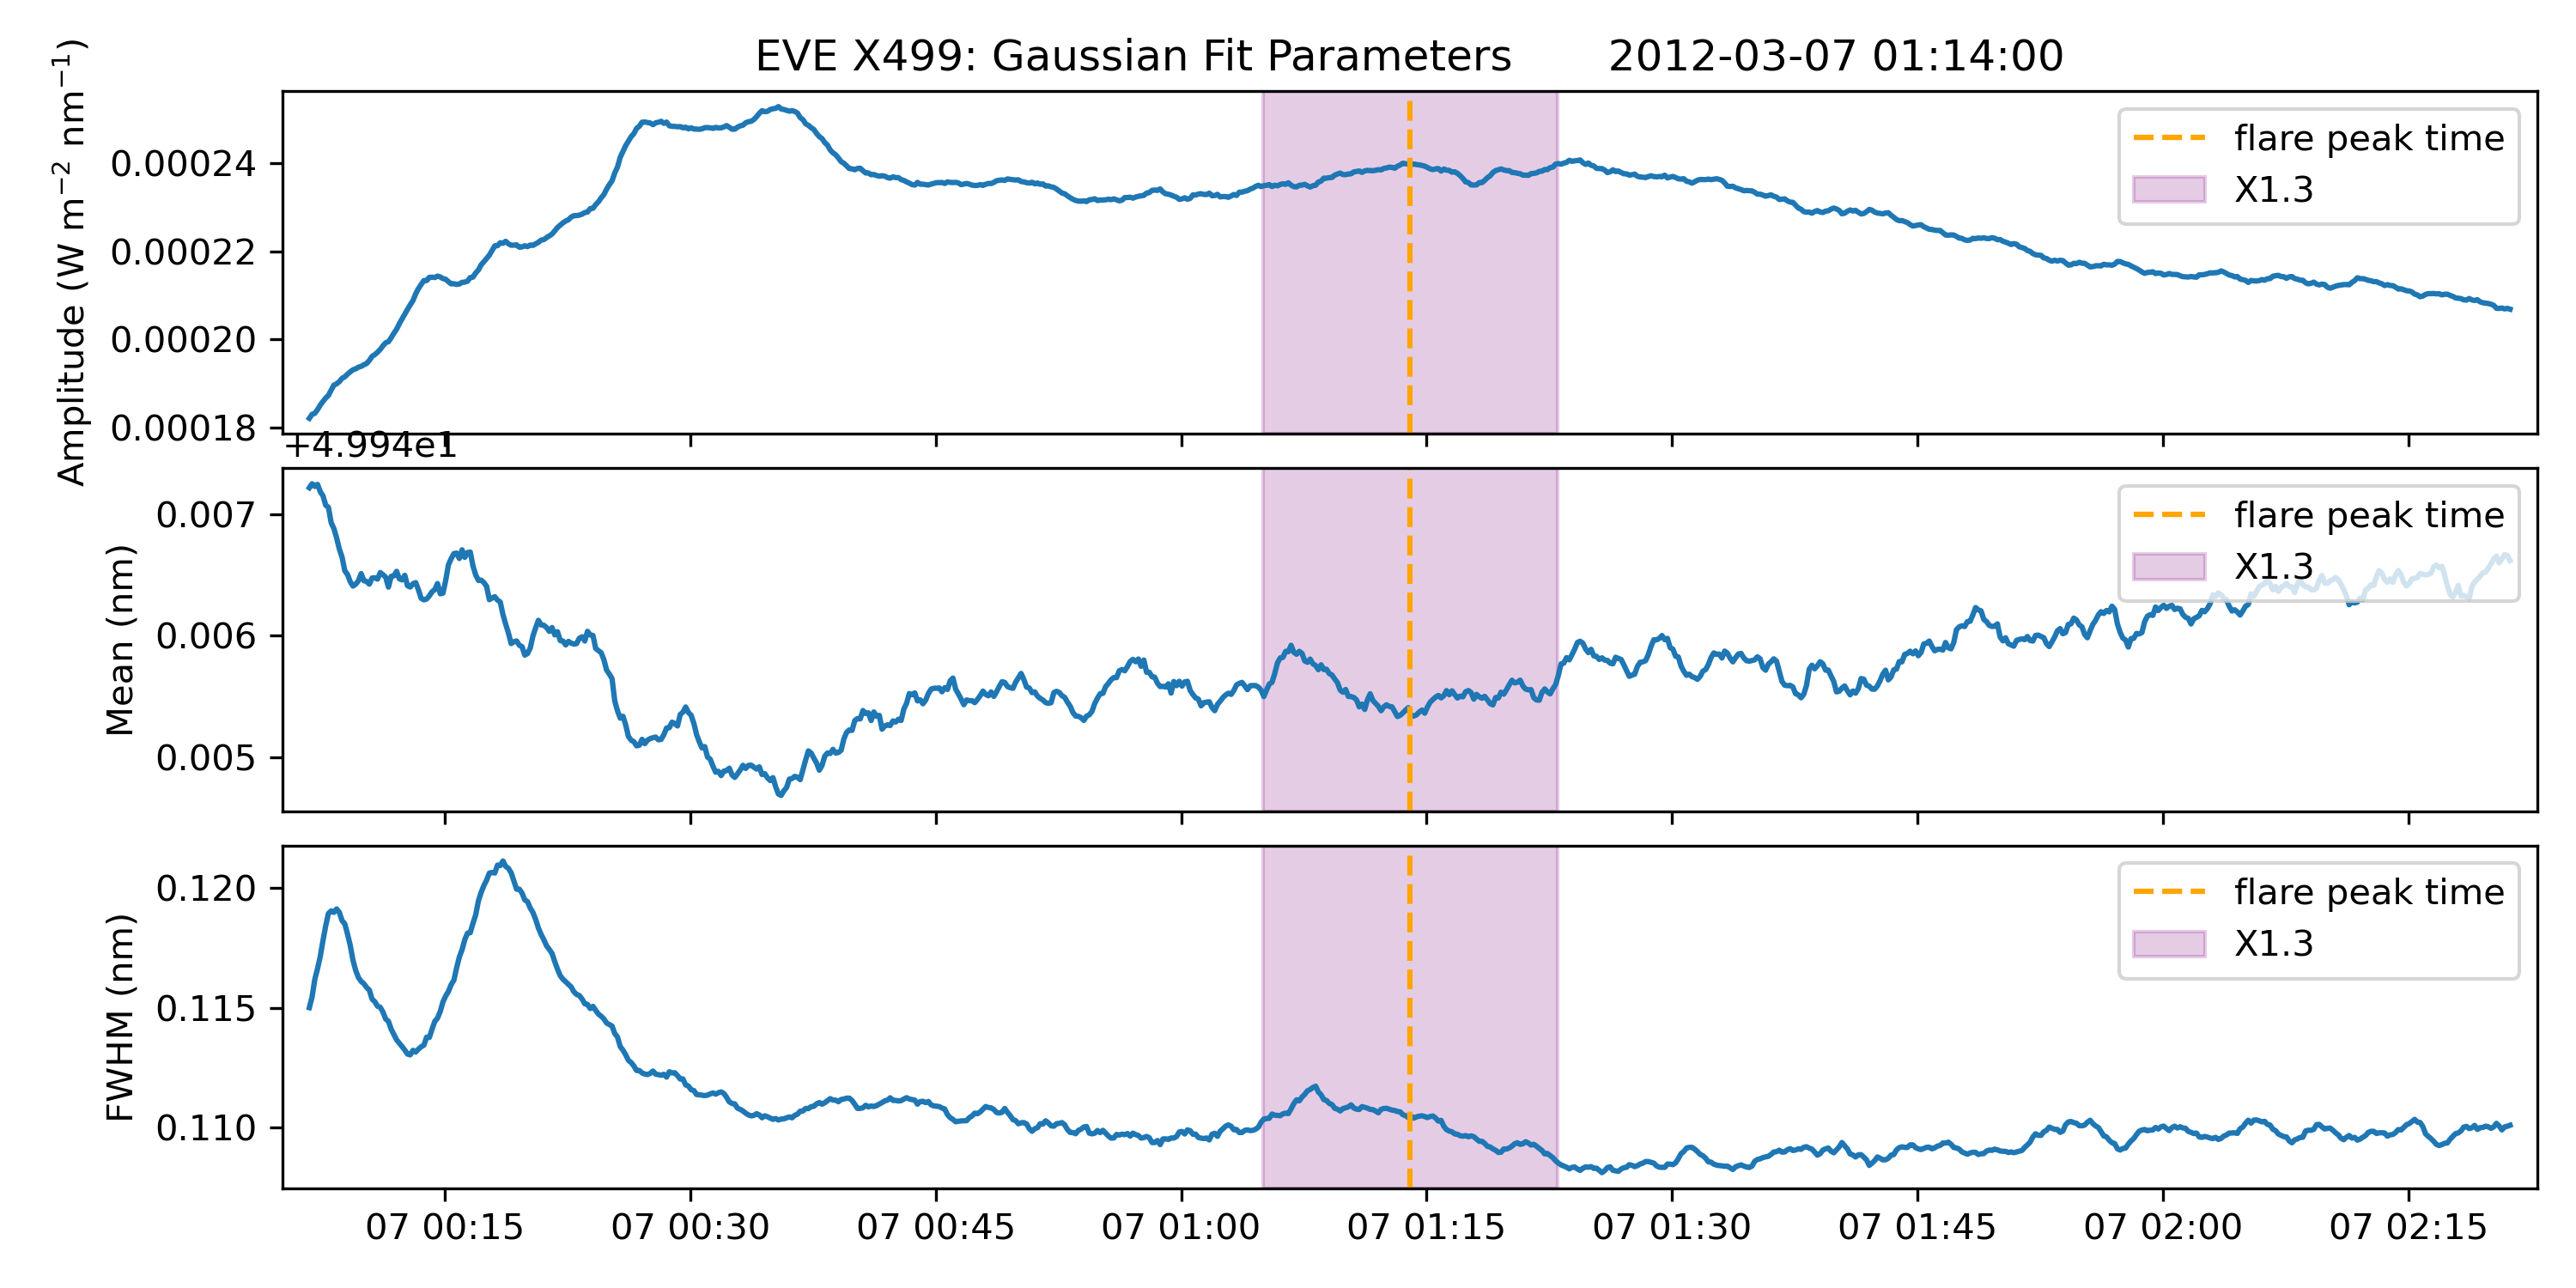 EVE X499: Gaussian Fit Parameters 2012-03-07 01:14:00
Amplitude (W m⁻² nm⁻¹)
0.00024
0.00022
0.00020
0.00018
flare peak time
X1.3
+4.994e1
Mean (nm)
0.007
0.006
0.005
flare peak time
X1.3
FWHM (nm)
0.120
0.115
0.110
flare peak time
X1.3
07 00:15 07 00:30 07 00:45 07 01:00 07 01:15 07 01:30 07 01:45 07 02:00 07 02:15